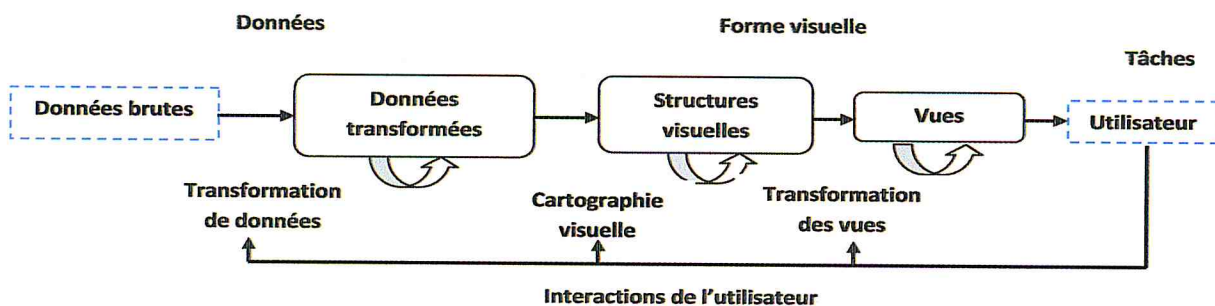 Données
Forme visuelle
Tâches
Données brutes
Données
transformées
Structures
visuelles
Vues
Utilisateur
Transformation
de données
Cartographie
visuelle
Transformation
des vues
Interactions de l'utilisateur